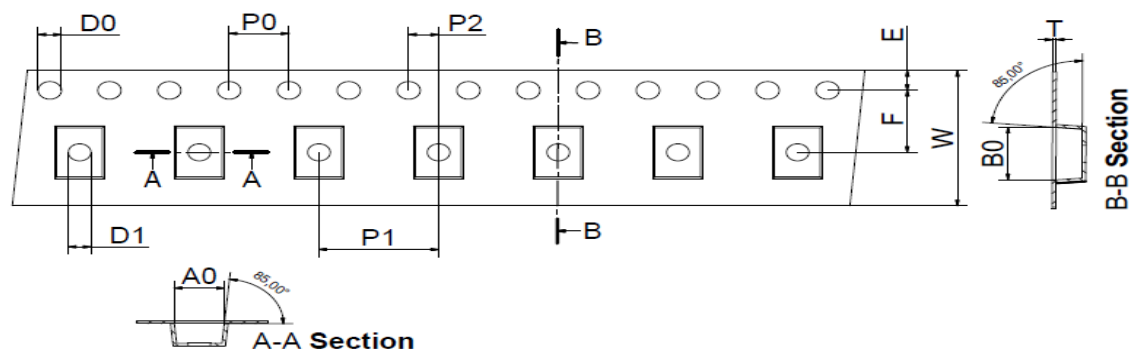 D0
P0
P2
B
E
T
85,00°
F
W
B0
B-B Section
A
A
D1
P1
B
A0
85,00°
A-A Section